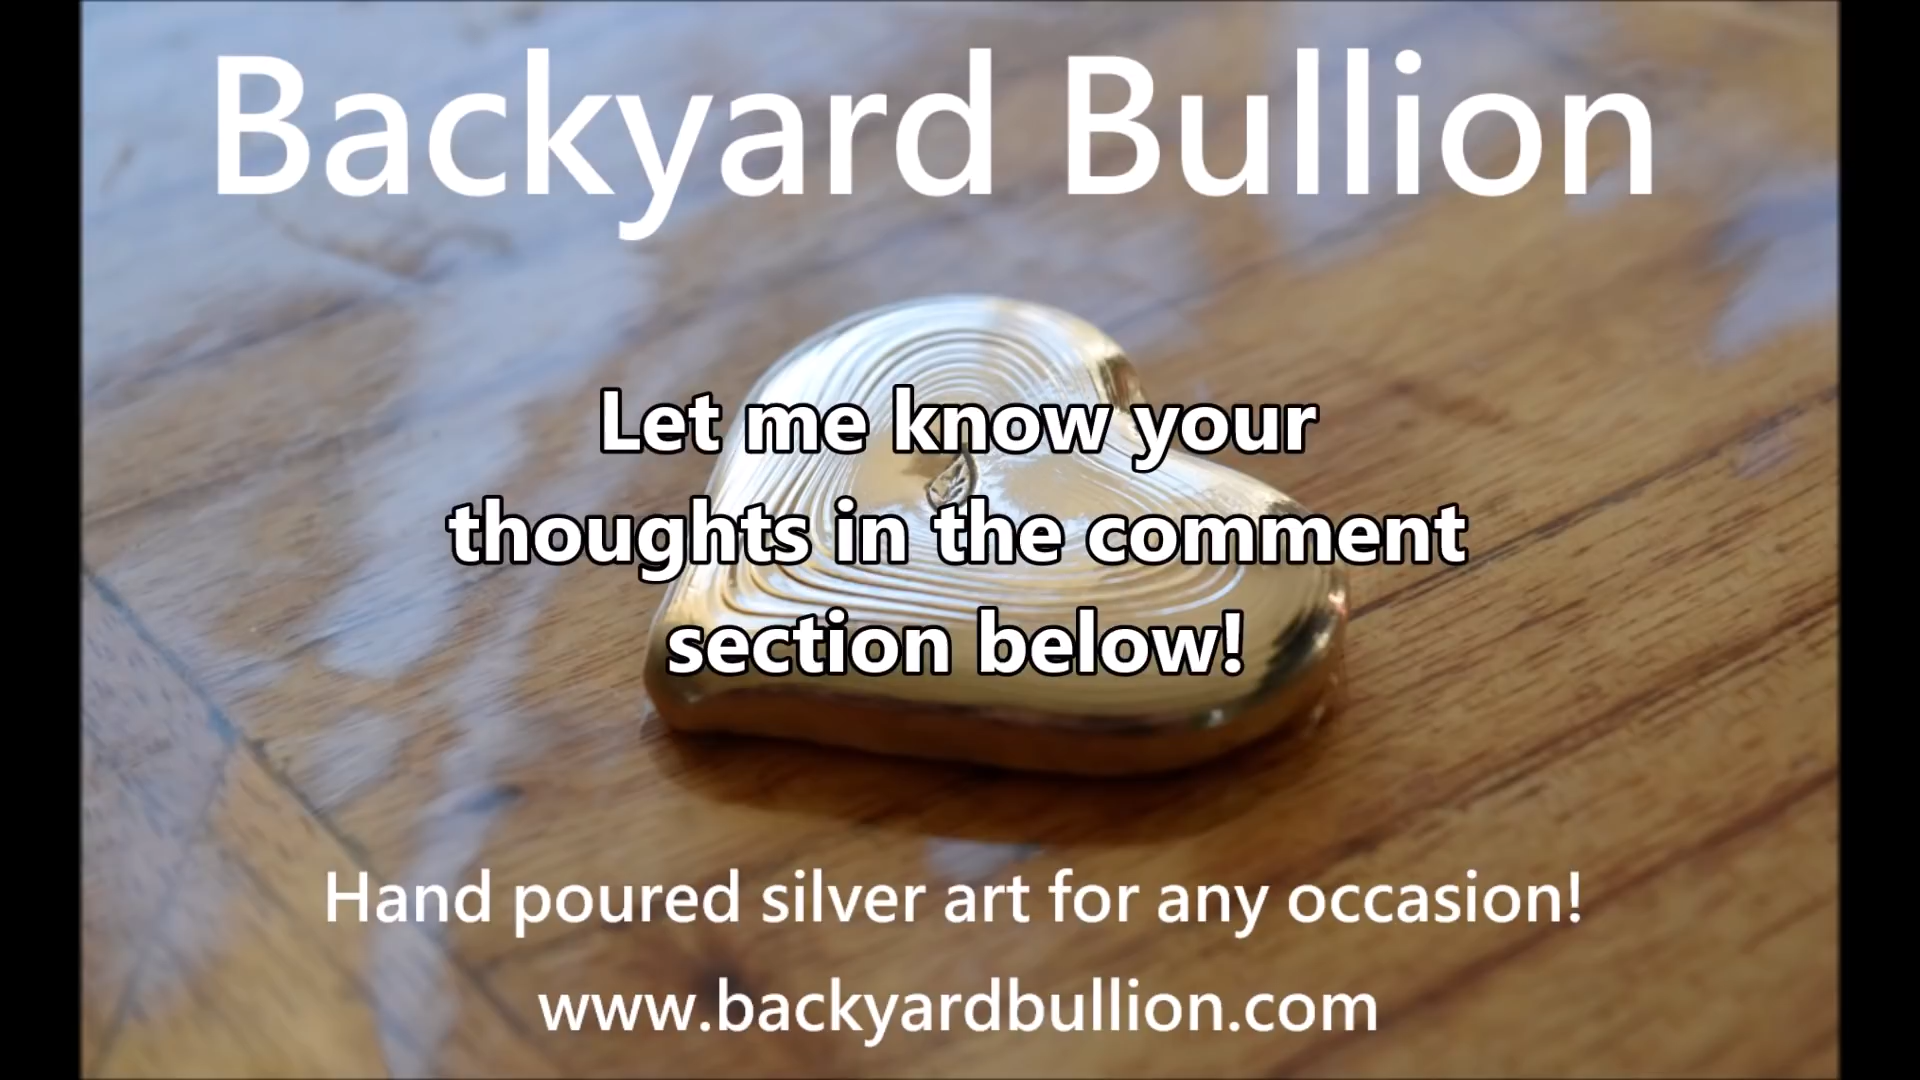 Backyard Bullion
Let me know your
thoughts in the comment
section below!
Hand poured silver art for any occasion!
www.backyardbullion.com